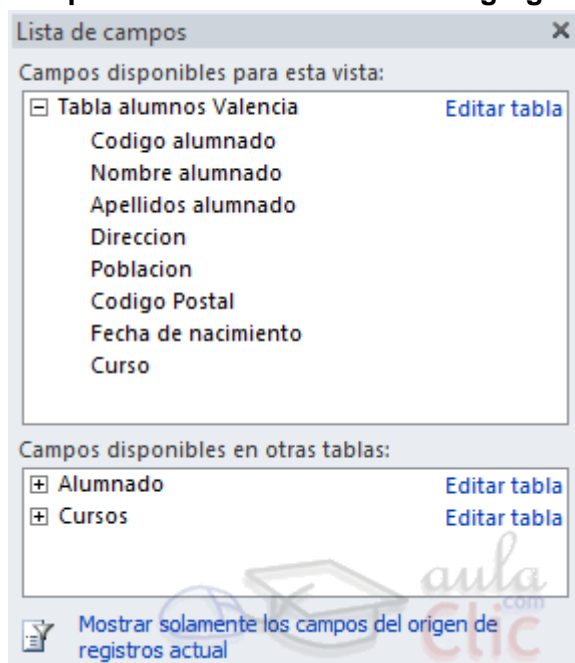 Lista de campos
Campos disponibles para esta vista:
Tabla alumnos Valencia Editar tabla
Codigo alumnado
Nombre alumnado
Apellidos alumnado
Direccion
Poblacion
Codigo Postal
Fecha de nacimiento
Curso
Campos disponibles en otras tablas:
Alumnado Editar tabla
Cursos Editar tabla
aula
.com
Clic
Mostrar solamente los campos del origen de
registros actual